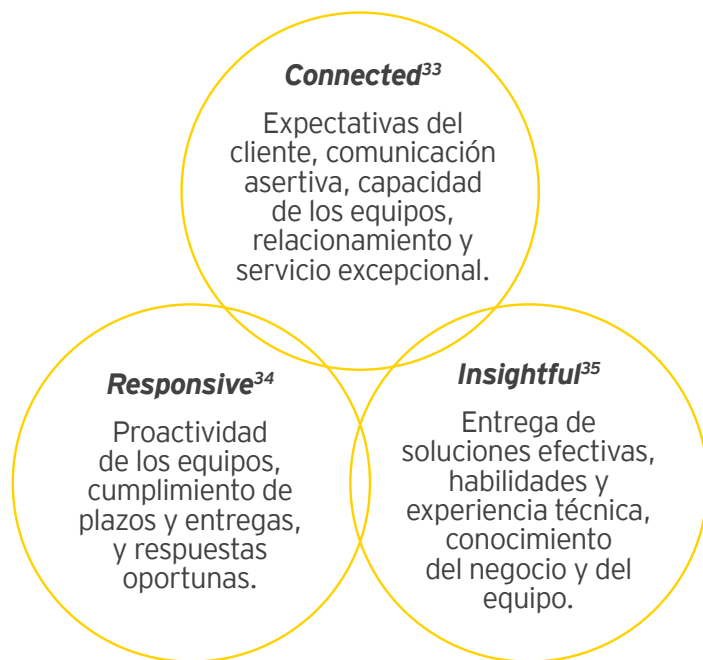 Connected33
Expectativas del
cliente, comunicación
asertiva, capacidad
de los equipos,
relacionamiento y
servicio excepcional.
Responsive34
Proactividad
de los equipos,
cumplimiento de
plazos y entregas,
y respuestas
oportunas.
Insightful35
Entrega de
soluciones efectivas,
habilidades y
experiencia técnica,
conocimiento
del negocio y del
equipo.